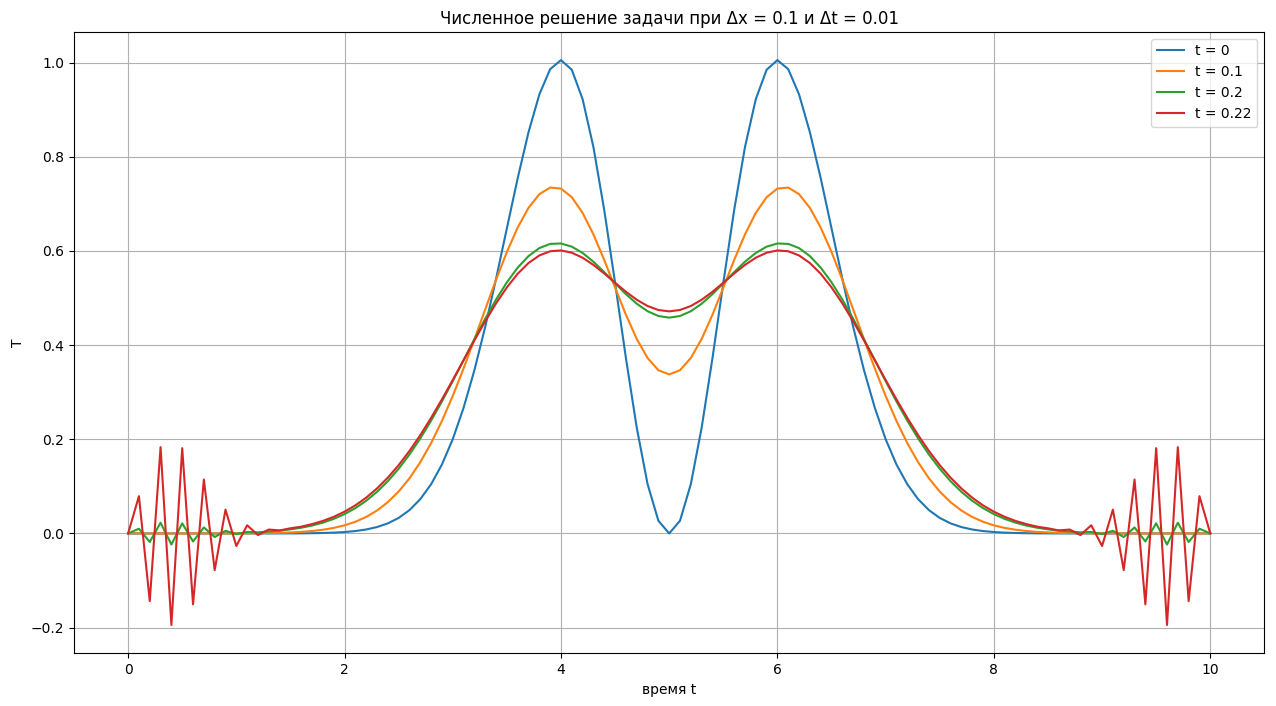 Численное решение задачи при Δx = 0.1 и Δt = 0.01
t = 0
t = 0.1
t = 0.2
t = 0.22
1.0
0.8
0.6
0.4
0.2
0.0
−0.2
T
0 2 4 6 8 10
время t